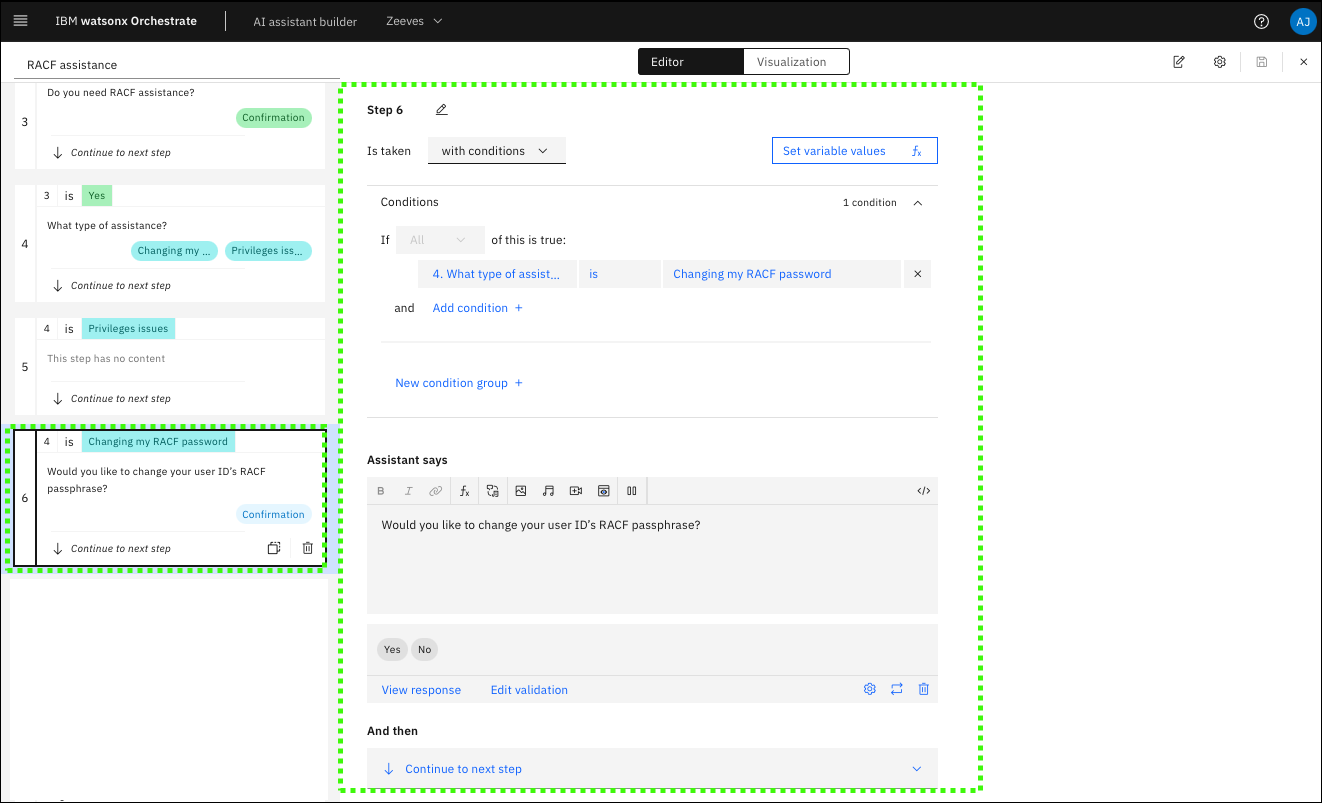 IBM watsonx Orchestrate
AI assistant builder
Zeeves
AJ
RACF assistance
Editor
Visualization
Do you need RACF assistance?
3
Confirmation
Continue to next step
3 is Yes
4
What type of assistance?
Changing my ... Privileges iss...
Continue to next step
4 is Privileges issues
5
This step has no content
Continue to next step
4 is Changing my RACF password
6
Would you like to change your user ID's RACF
passphrase?
Confirmation
Continue to next step
Step 6
Is taken with conditions
Set variable values fx
Conditions
1 condition
If All of this is true:
4. What type of assist... is Changing my RACF password ×
and Add condition +
New condition group +
Assistant says
B I fx </>
Would you like to change your user ID's RACF passphrase?
Yes No
View response Edit validation
And then
Continue to next step